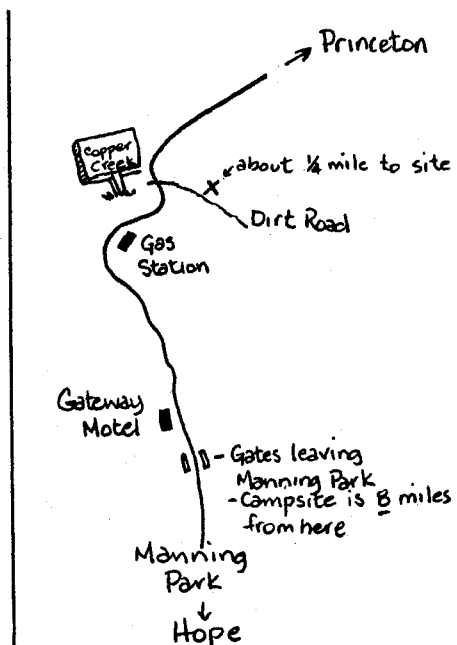 → Princeton
Copper
Creek
about ¼ mile
to site
Dirt Road
Gas
Station
Gateway
Motel
- Gates leaving
Manning Park
- Campsite is 8 miles
from here
Manning
Park
↓
Hope